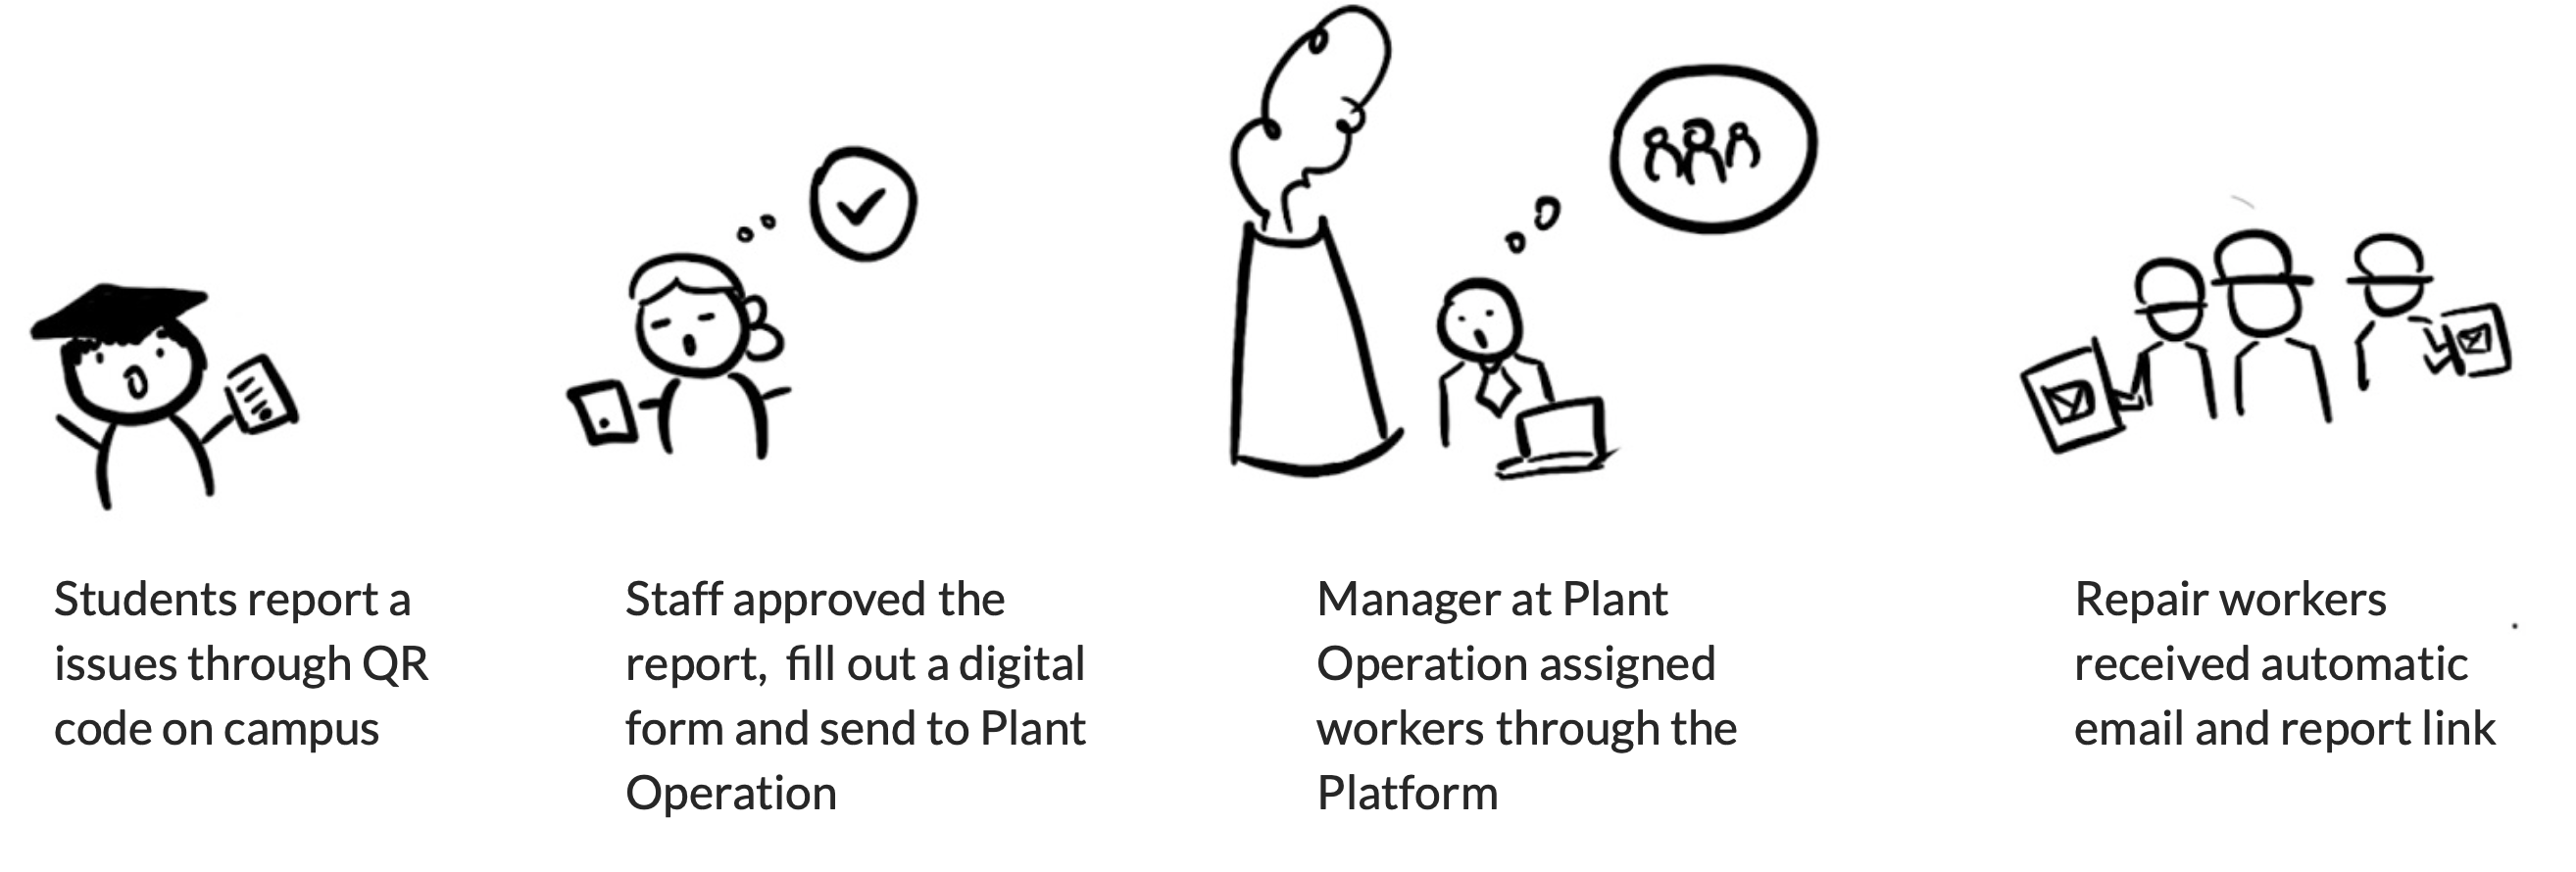 Students report a
issues through QR
code on campus
Staff approved the
report,  fill out a digital
form and send to Plant
Operation
Manager at Plant
Operation assigned
workers through the
Platform
Repair workers
received automatic
email and report link